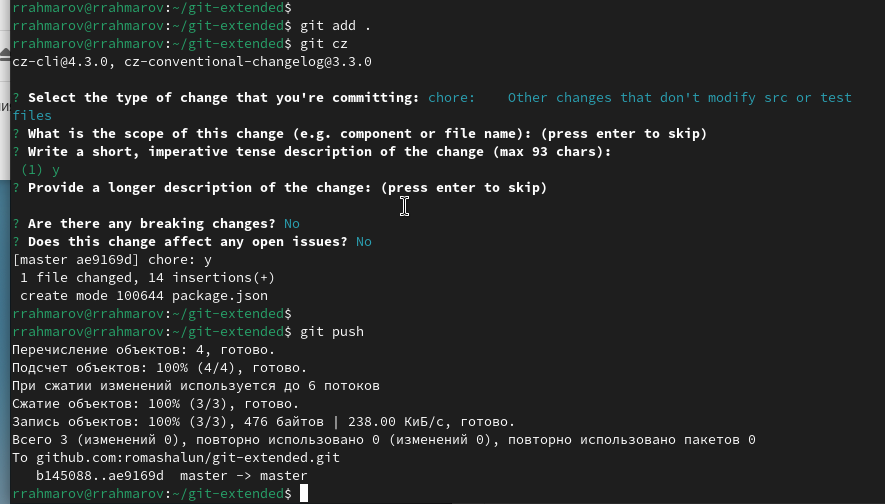 rrahmarov@rrahmarov:~/git-extended$
rrahmarov@rrahmarov:~/git-extended$ git add .
rrahmarov@rrahmarov:~/git-extended$ git cz
cz-cli@4.3.0, cz-conventional-changelog@3.3.0
? Select the type of change that you're committing: chore:    Other changes that don't modify src or test
files
? What is the scope of this change (e.g. component or file name): (press enter to skip)
? Write a short, imperative tense description of the change (max 93 chars):
 (1) y
? Provide a longer description of the change: (press enter to skip)
? Are there any breaking changes? No
? Does this change affect any open issues? No
[master ae9169d] chore: y
 1 file changed, 14 insertions(+)
 create mode 100644 package.json
rrahmarov@rrahmarov:~/git-extended$
rrahmarov@rrahmarov:~/git-extended$ git push
Перечисление объектов: 4, готово.
Подсчет объектов: 100% (4/4), готово.
При сжатии изменений используется до 6 потоков
Сжатие объектов: 100% (3/3), готово.
Запись объектов: 100% (3/3), 476 байтов | 238.00 КиБ/с, готово.
Всего 3 (изменений 0), повторно использовано 0 (изменений 0), повторно использовано пакетов 0
To github.com:romashalun/git-extended.git
   b145088..ae9169d  master -> master
rrahmarov@rrahmarov:~/git-extended$